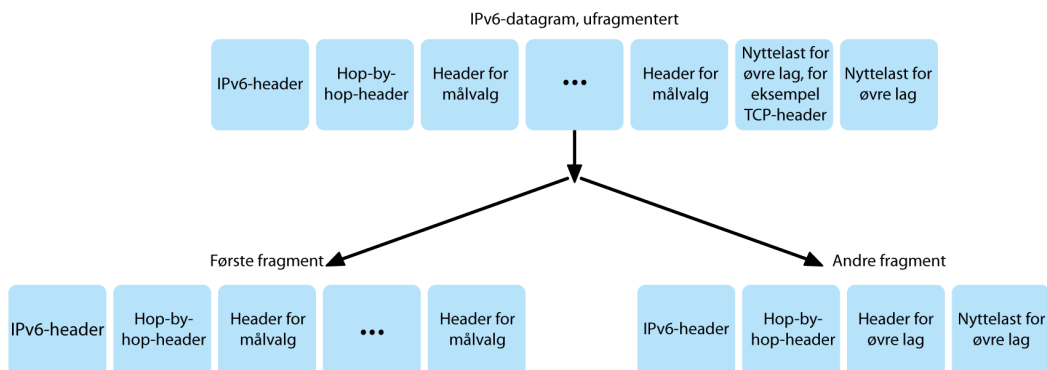 IPv6-datagram, ufragmentert
IPv6-header
Hop-by-
hop-header
Header for
målvalg
...
Header for
målvalg
Nyttelast for
øvre lag, for
eksempel
TCP-header
Nyttelast for
øvre lag
Første fragment
IPv6-header
Hop-by-
hop-header
Header for
målvalg
...
Header for
målvalg
Andre fragment
IPv6-header
Hop-by-
hop-header
Header for
øvre lag
Nyttelast for
øvre lag